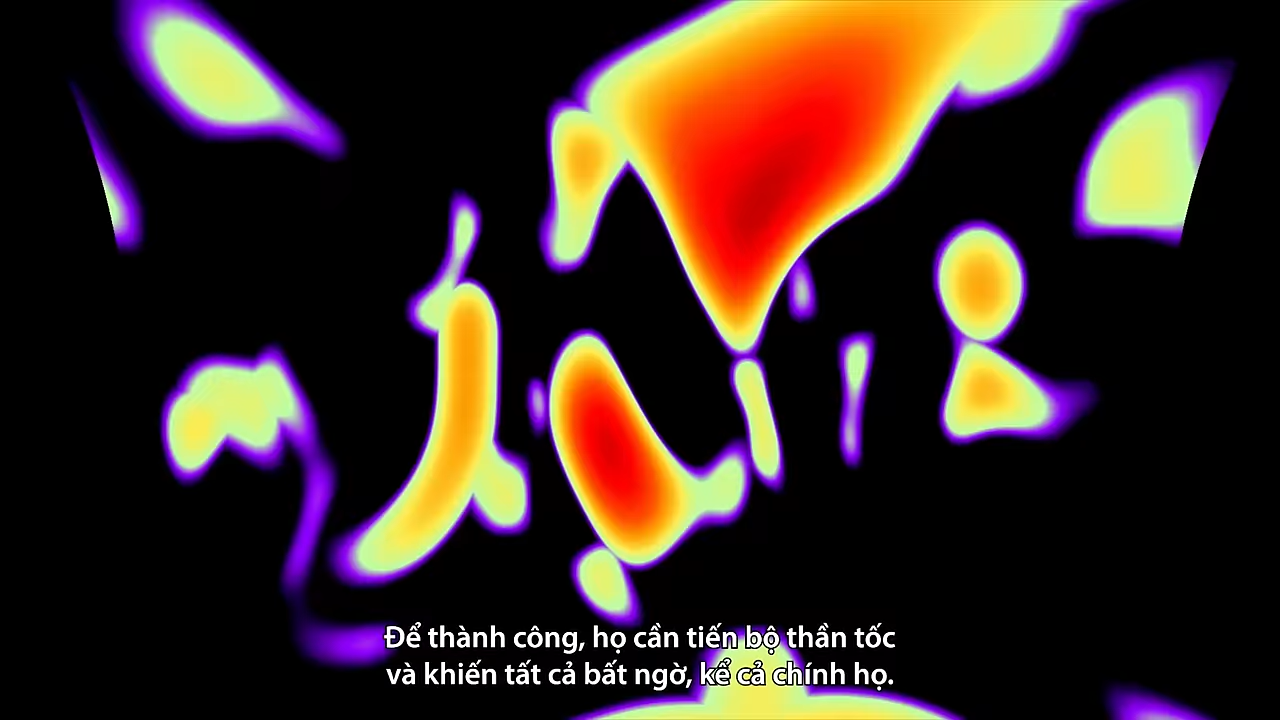 Để thành công, họ cần tiến bộ thần tốc
và khiến tất cả bất ngờ, kể cả chính họ.